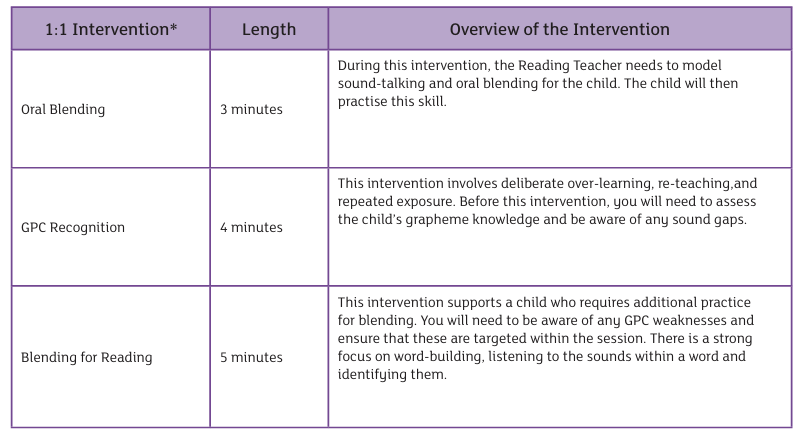 1:1 Intervention*
Length
Overview of the Intervention
Oral Blending
3 minutes
During this intervention, the Reading Teacher needs to model
sound-talking and oral blending for the child. The child will then
practise this skill.
GPC Recognition
4 minutes
This intervention involves deliberate over-learning, re-teaching,and
repeated exposure. Before this intervention, you will need to assess
the child's grapheme knowledge and be aware of any sound gaps.
Blending for Reading
5 minutes
This intervention supports a child who requires additional practice
for blending. You will need to be aware of any GPC weaknesses and
ensure that these are targeted within the session. There is a strong
focus on word-building, listening to the sounds within a word and
identifying them.